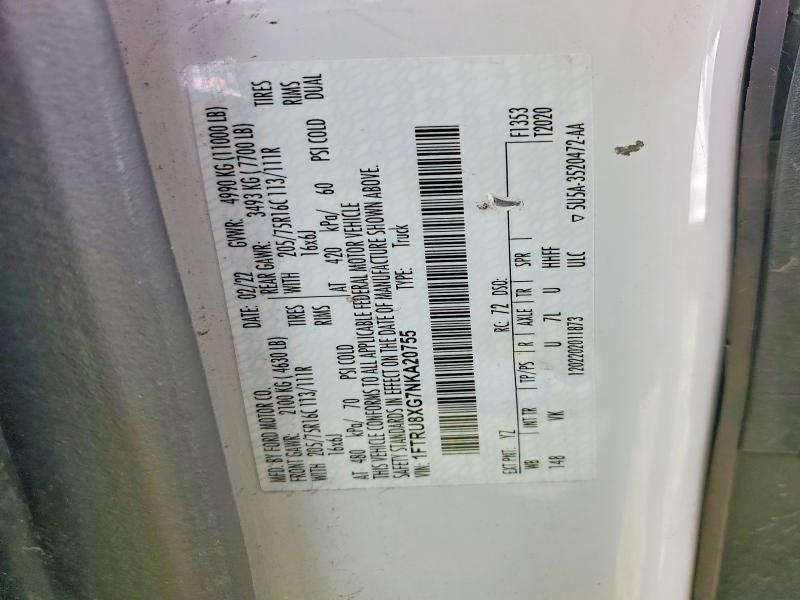 MFD. BY FORD MOTOR CO. DATE: 02/22 GVWR: 4990 KG (11000 LB)
FRONT GAWR: 2100 KG (4630 LB) REAR GAWR: 3493 KG (7700 LB)
WITH 205/75R16C 113/111R TIRES WITH 205/75R16C 113/111R TIRES
16x6J RIMS 16x6J RIMS
AT 480 kPa/ 70 PSI COLD AT 420 kPa/ 60 PSI COLD DUAL
THIS VEHICLE CONFORMS TO ALL APPLICABLE FEDERAL MOTOR VEHICLE
SAFETY STANDARDS IN EFFECT ON THE DATE OF MANUFACTURE SHOWN ABOVE.
VIN: 1FTRU8XG7NKA20755 TYPE: Truck
EXT PNT: YZ RC: 72 DSO: F1353
WB INT TR TP/PS R AXLE TR SPR T2020
148 VK U 7L U HHFF
1202202011873 ULC ▽ 5U5A-3520472-AA